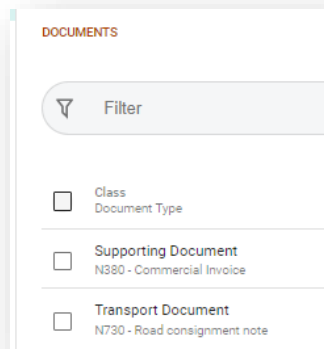 DOCUMENTS
Filter
Class
Document Type
Supporting Document
N380 - Commercial Invoice
Transport Document
N730 - Road consignment note